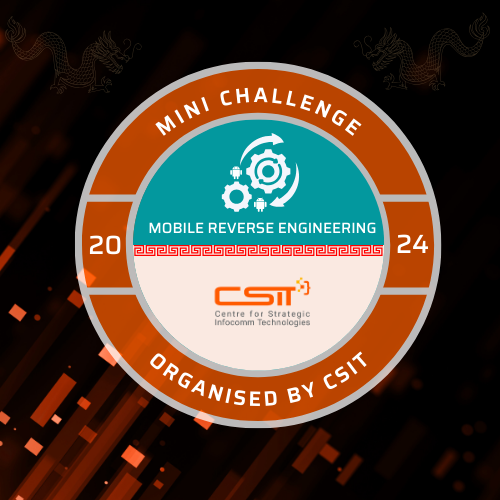 MINI CHALLENGE
MOBILE REVERSE ENGINEERING
20 24
CSIT
Centre for Strategic
Infocomm Technologies
ORGANISED BY CSIT